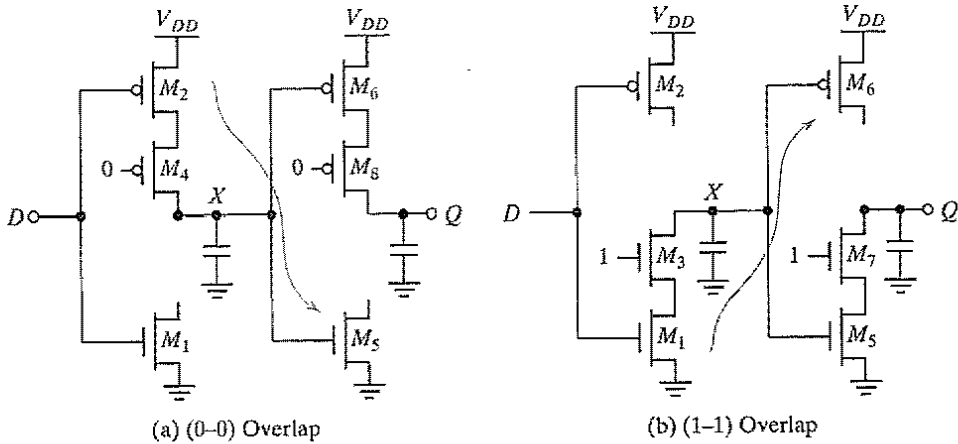 V_DD V_DD
M_2
M_6
0
M_4
0
M_8
X
D
Q
M_1
M_5
(a) (0–0) Overlap
V_DD V_DD
M_2
M_6
X
D
Q
1
M_3
1
M_7
M_1
M_5
(b) (1–1) Overlap